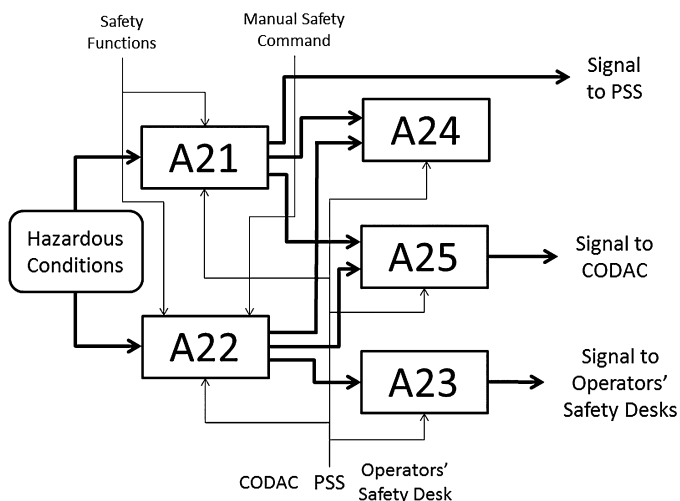 Safety
Functions
Manual Safety
Command
Signal
to PSS
A21
A24
Hazardous
Conditions
A25
Signal to
CODAC
A22
A23
Signal to
Operators’
Safety Desks
CODAC
PSS
Operators’
Safety Desk